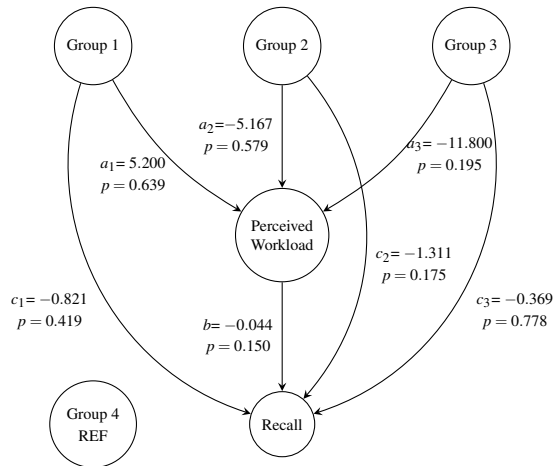 Group 1
Group 2
Group 3
a₂=−5.167
p = 0.579
a₃= −11.800
p = 0.195
a₁= 5.200
p = 0.639
Perceived
Workload
c₂= −1.311
p = 0.175
c₁= −0.821
p = 0.419
c₃= −0.369
p = 0.778
b= −0.044
p = 0.150
Group 4
REF
Recall